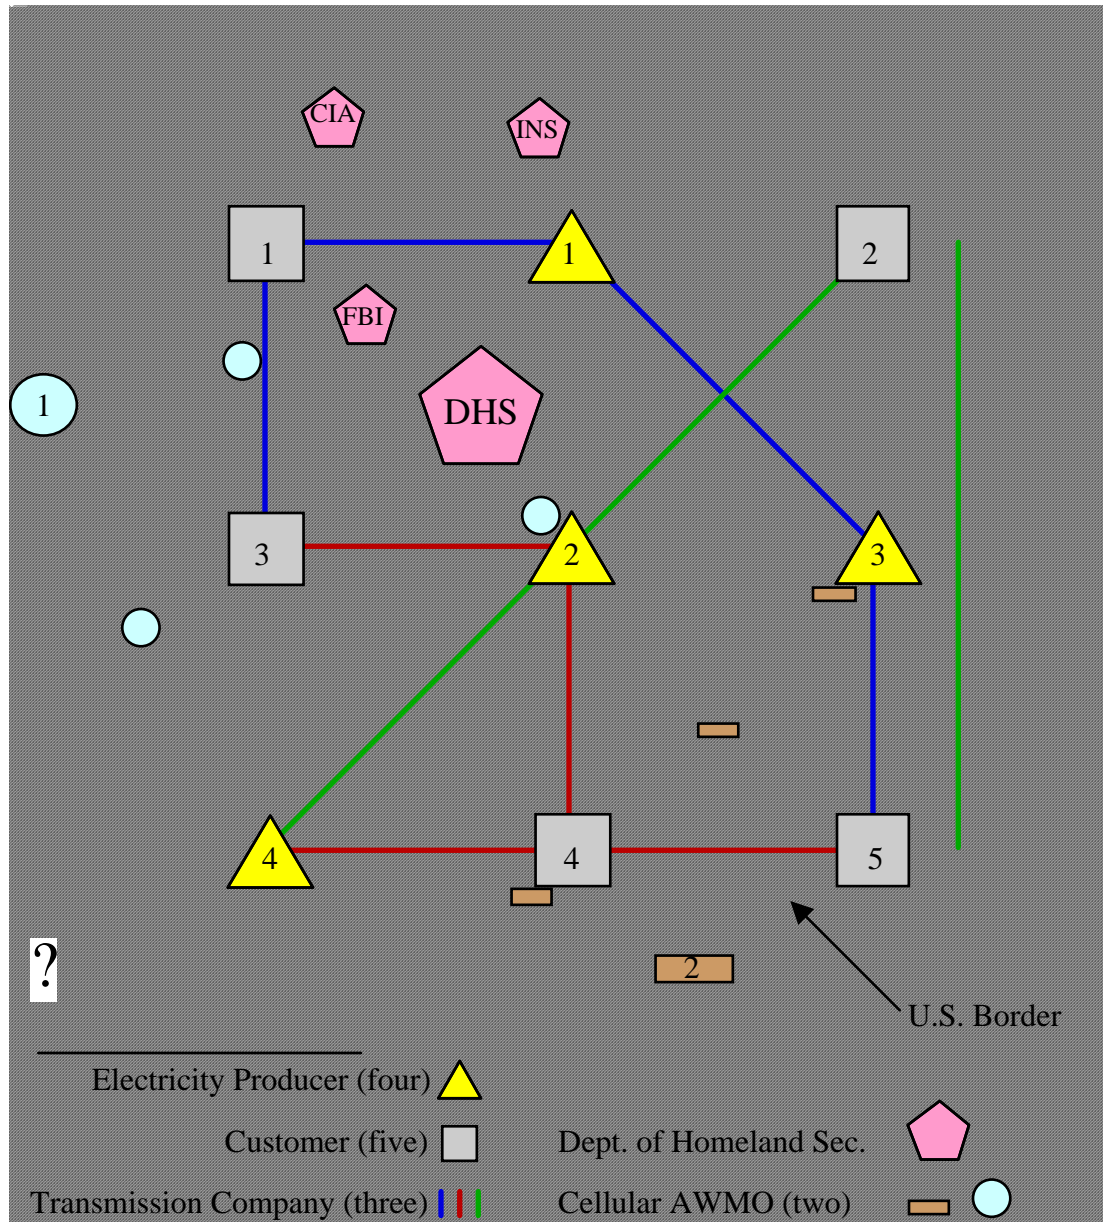 CIA
INS
1
1
2
FBI
1
DHS
3
2
3
4
4
5
?
2
U.S. Border
Electricity Producer (four)
Customer (five)
Dept. of Homeland Sec.
Transmission Company (three)
Cellular AWMO (two)